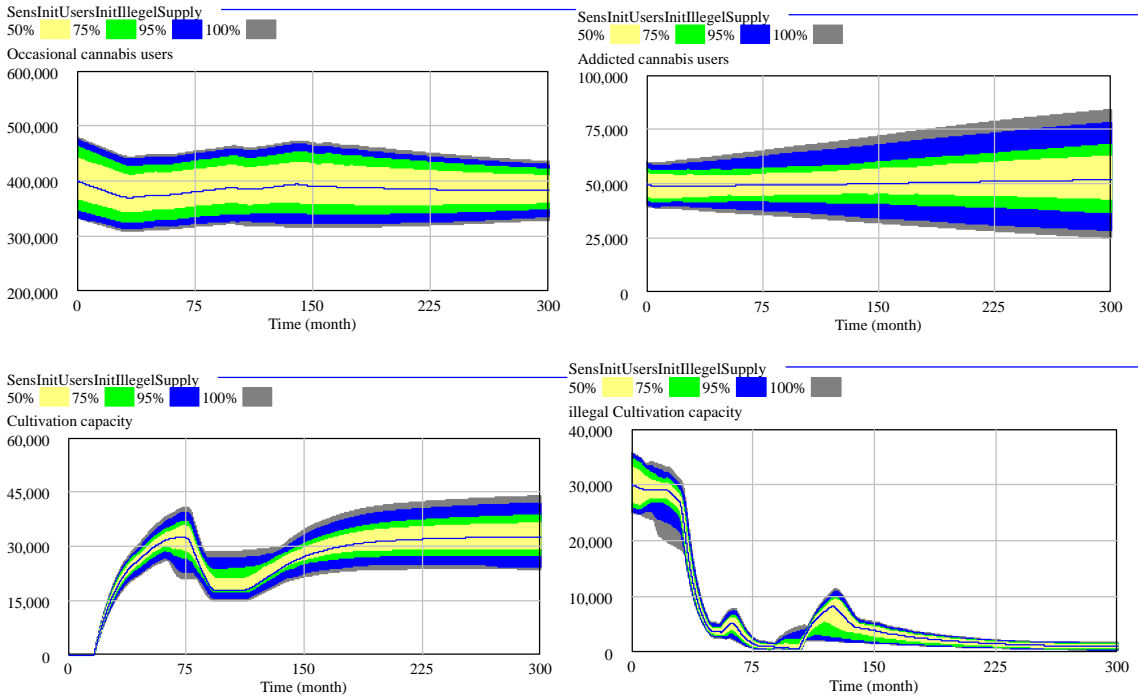 SensInitUsersInitIllegelSupply
50% 75% 95% 100%
Occasional cannabis users
600,000
500,000
400,000
300,000
200,000
0 75 150 225 300
Time (month)
SensInitUsersInitIllegelSupply
50% 75% 95% 100%
Addicted cannabis users
100,000
75,000
50,000
25,000
0
0 75 150 225 300
Time (month)
SensInitUsersInitIllegelSupply
50% 75% 95% 100%
Cultivation capacity
60,000
45,000
30,000
15,000
0
0 75 150 225 300
Time (month)
SensInitUsersInitIllegelSupply
50% 75% 95% 100%
illegal Cultivation capacity
40,000
30,000
20,000
10,000
0
0 75 150 225 300
Time (month)